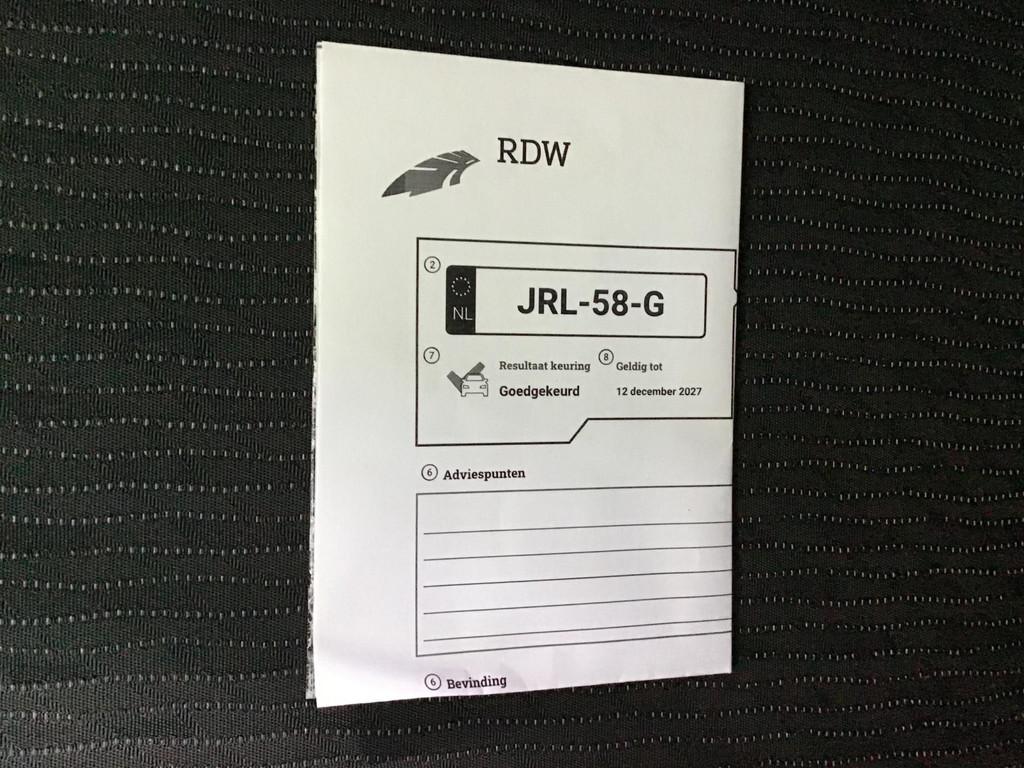 RDW
2
NL
JRL-58-G
7 Resultaat keuring 8 Geldig tot
Goedgekeurd 12 december 2027
6 Adviespunten
6 Bevinding